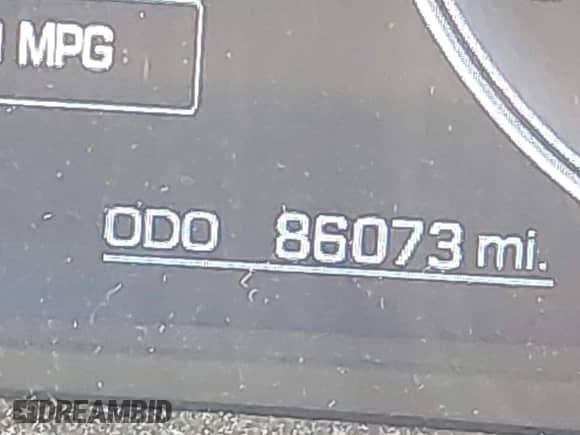 MPG
ODO 86073 mi.
DREAMBID